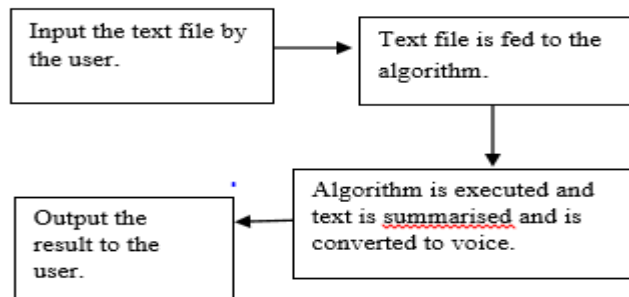 Input the text file by
the user.
Text file is fed to the
algorithm.
Algorithm is executed and
text is summarised and is
converted to voice.
Output the
result to the
user.